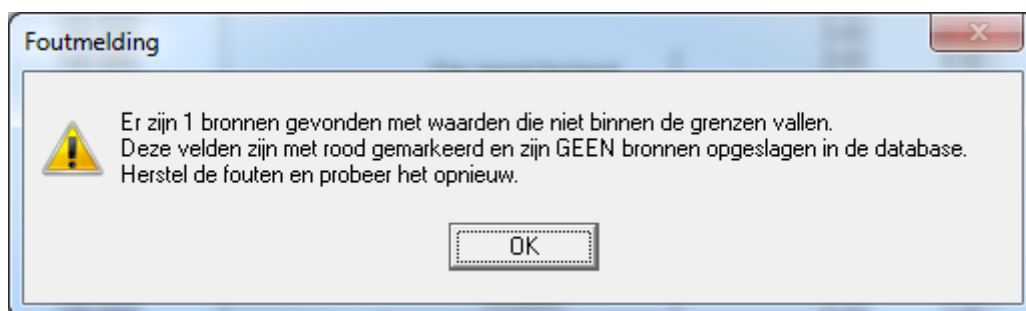 Foutmelding
Er zijn 1 bronnen gevonden met waarden die niet binnen de grenzen vallen.
Deze velden zijn met rood gemarkeerd en zijn GEEN bronnen opgeslagen in de database.
Herstel de fouten en probeer het opnieuw.
OK